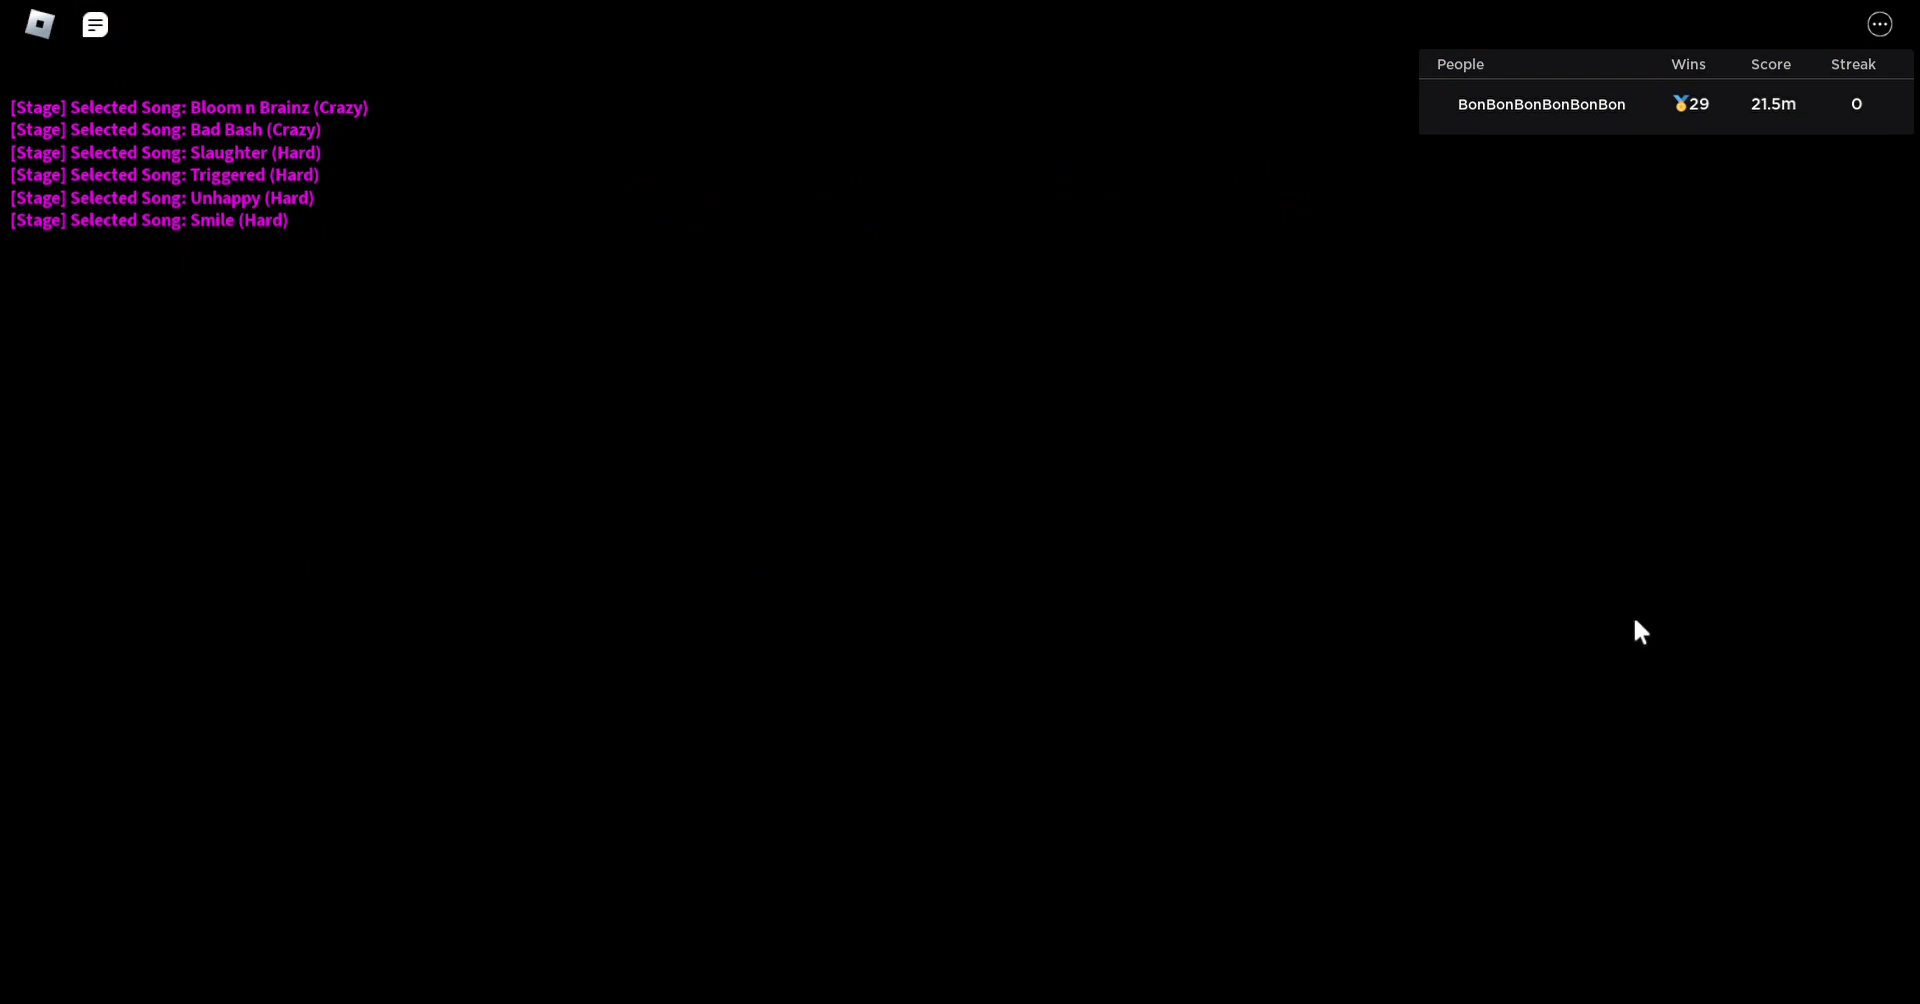 People Wins Score Streak
BonBonBonBonBonBon 🏅29 21.5m 0
[Stage] Selected Song: Bloom n Brainz (Crazy)
[Stage] Selected Song: Bad Bash (Crazy)
[Stage] Selected Song: Slaughter (Hard)
[Stage] Selected Song: Triggered (Hard)
[Stage] Selected Song: Unhappy (Hard)
[Stage] Selected Song: Smile (Hard)